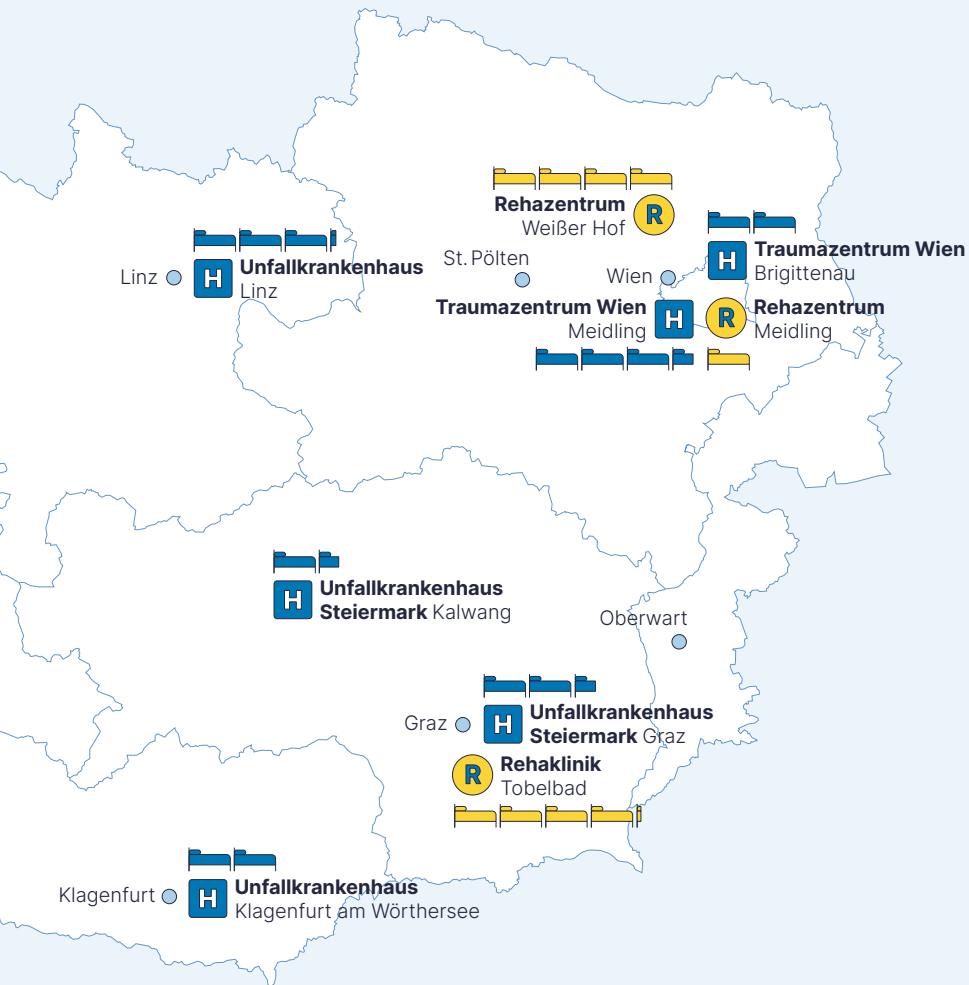 Rehazentrum
Weißer Hof
R
Traumazentrum Wien
Brigittenau
H
St. Pölten
Wien
Linz
H
Unfallkrankenhaus
Linz
Traumazentrum Wien
Meidling
H
R
Rehazentrum
Meidling
H
Unfallkrankenhaus
Steiermark Kalwang
Oberwart
Graz
H
Unfallkrankenhaus
Steiermark Graz
R
Rehaklinik
Tobelbad
Klagenfurt
H
Unfallkrankenhaus
Klagenfurt am Wörthersee